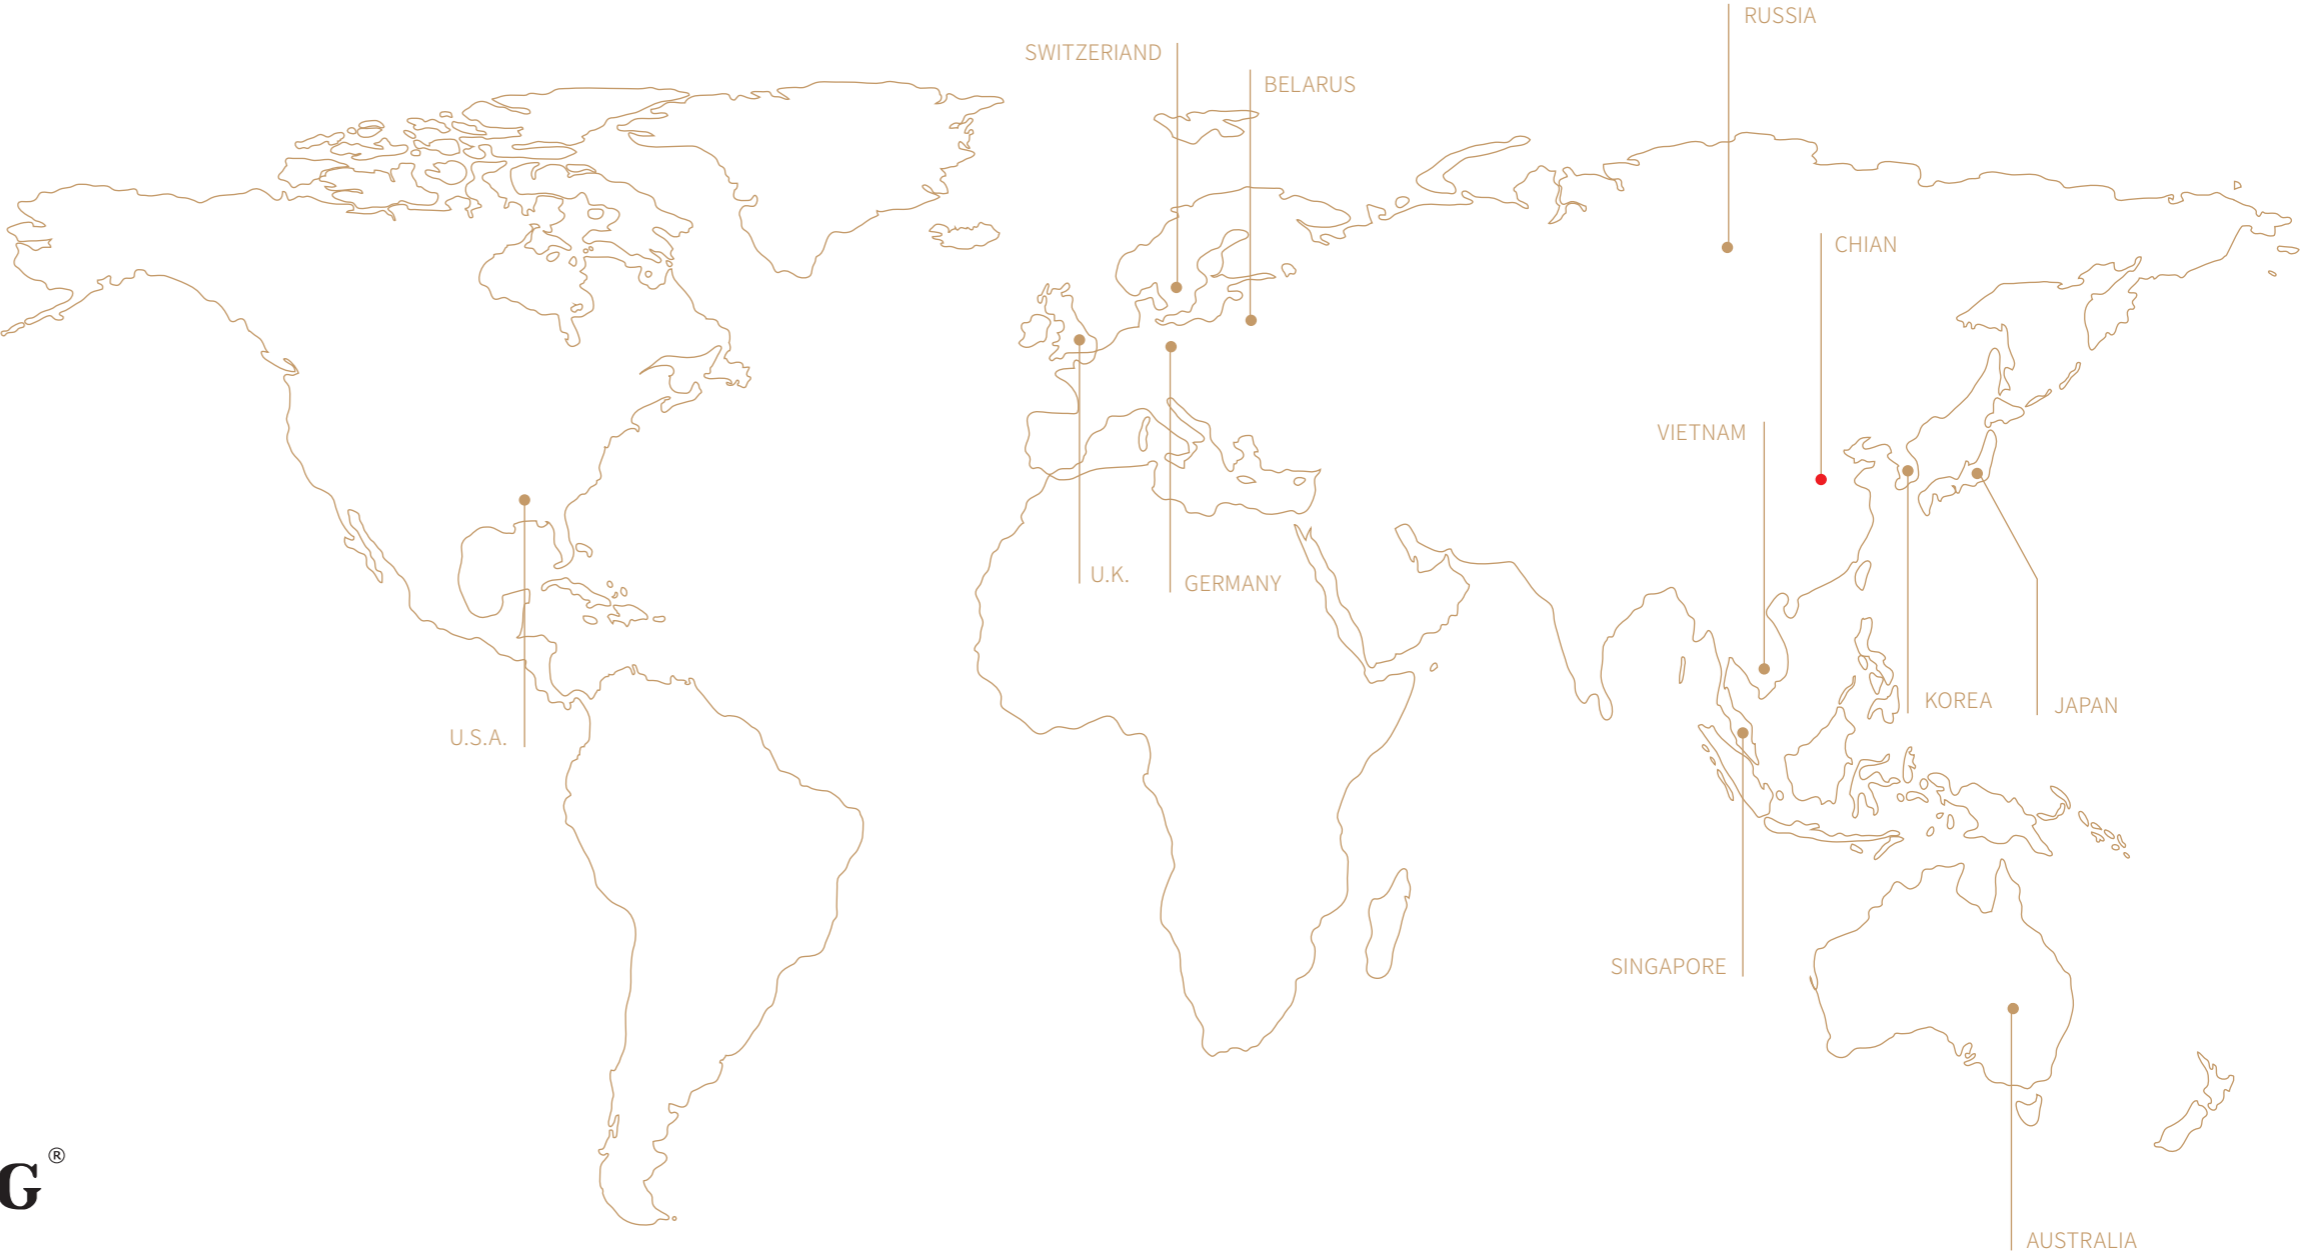 RUSSIA
SWITZERIAND
BELARUS
CHIAN
VIETNAM
U.K.
GERMANY
KOREA
JAPAN
U.S.A.
SINGAPORE
G®
AUSTRALIA